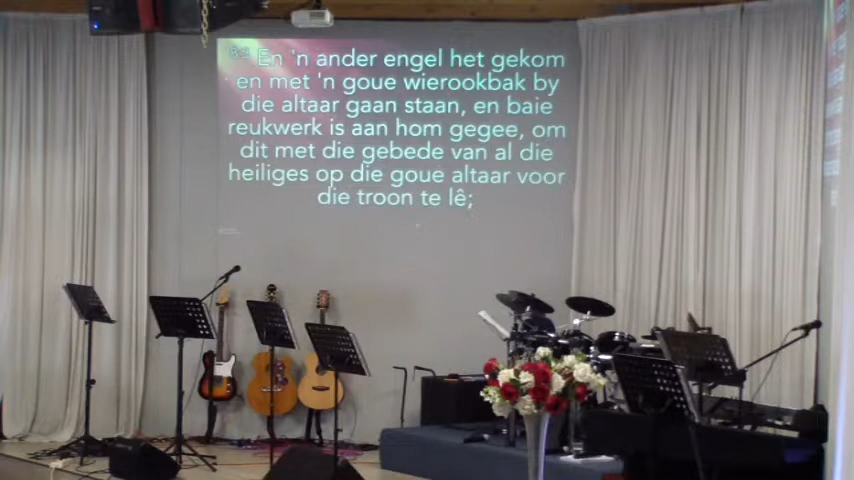 8:3 En 'n ander engel het gekom
en met 'n goue wierookbak by
die altaar gaan staan, en baie
reukwerk is aan hom gegee, om
dit met die gebede van al die
heiliges op die goue altaar voor
die troon te lê;